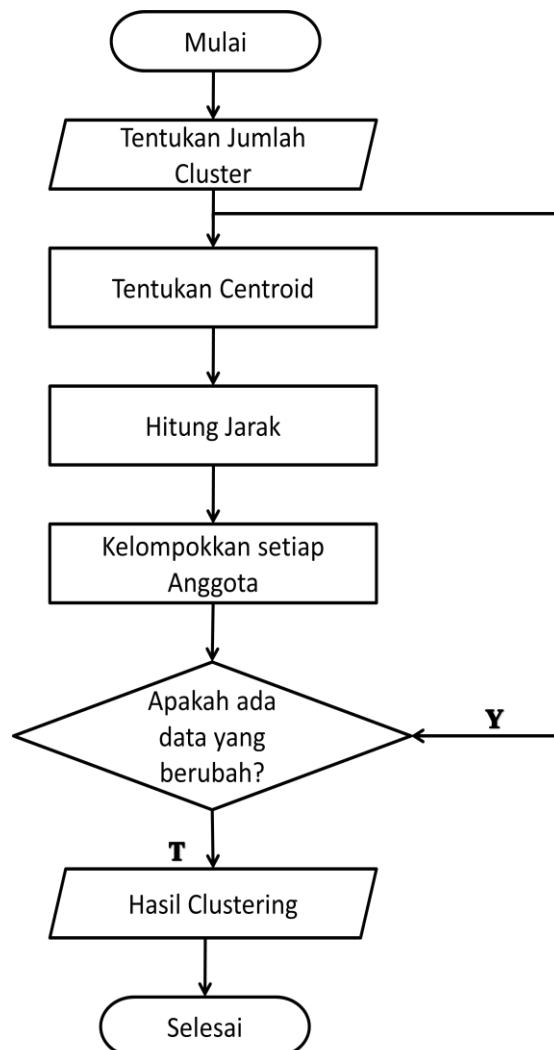 Mulai
Tentukan Jumlah
Cluster
Tentukan Centroid
Hitung Jarak
Kelompokkan setiap
Anggota
Apakah ada
data yang
berubah?
Y
T
Hasil Clustering
Selesai